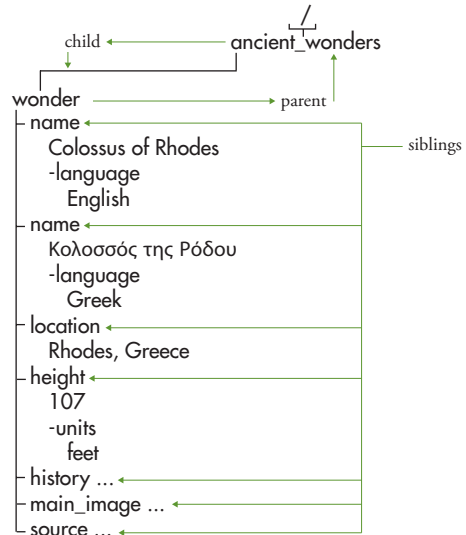 /
child ancient_wonders
wonder parent
name
siblings
Colossus of Rhodes
-language
English
name
Κολοσσός της Ρόδου
-language
Greek
location
Rhodes, Greece
height
107
-units
feet
history ...
main_image ...
source ...